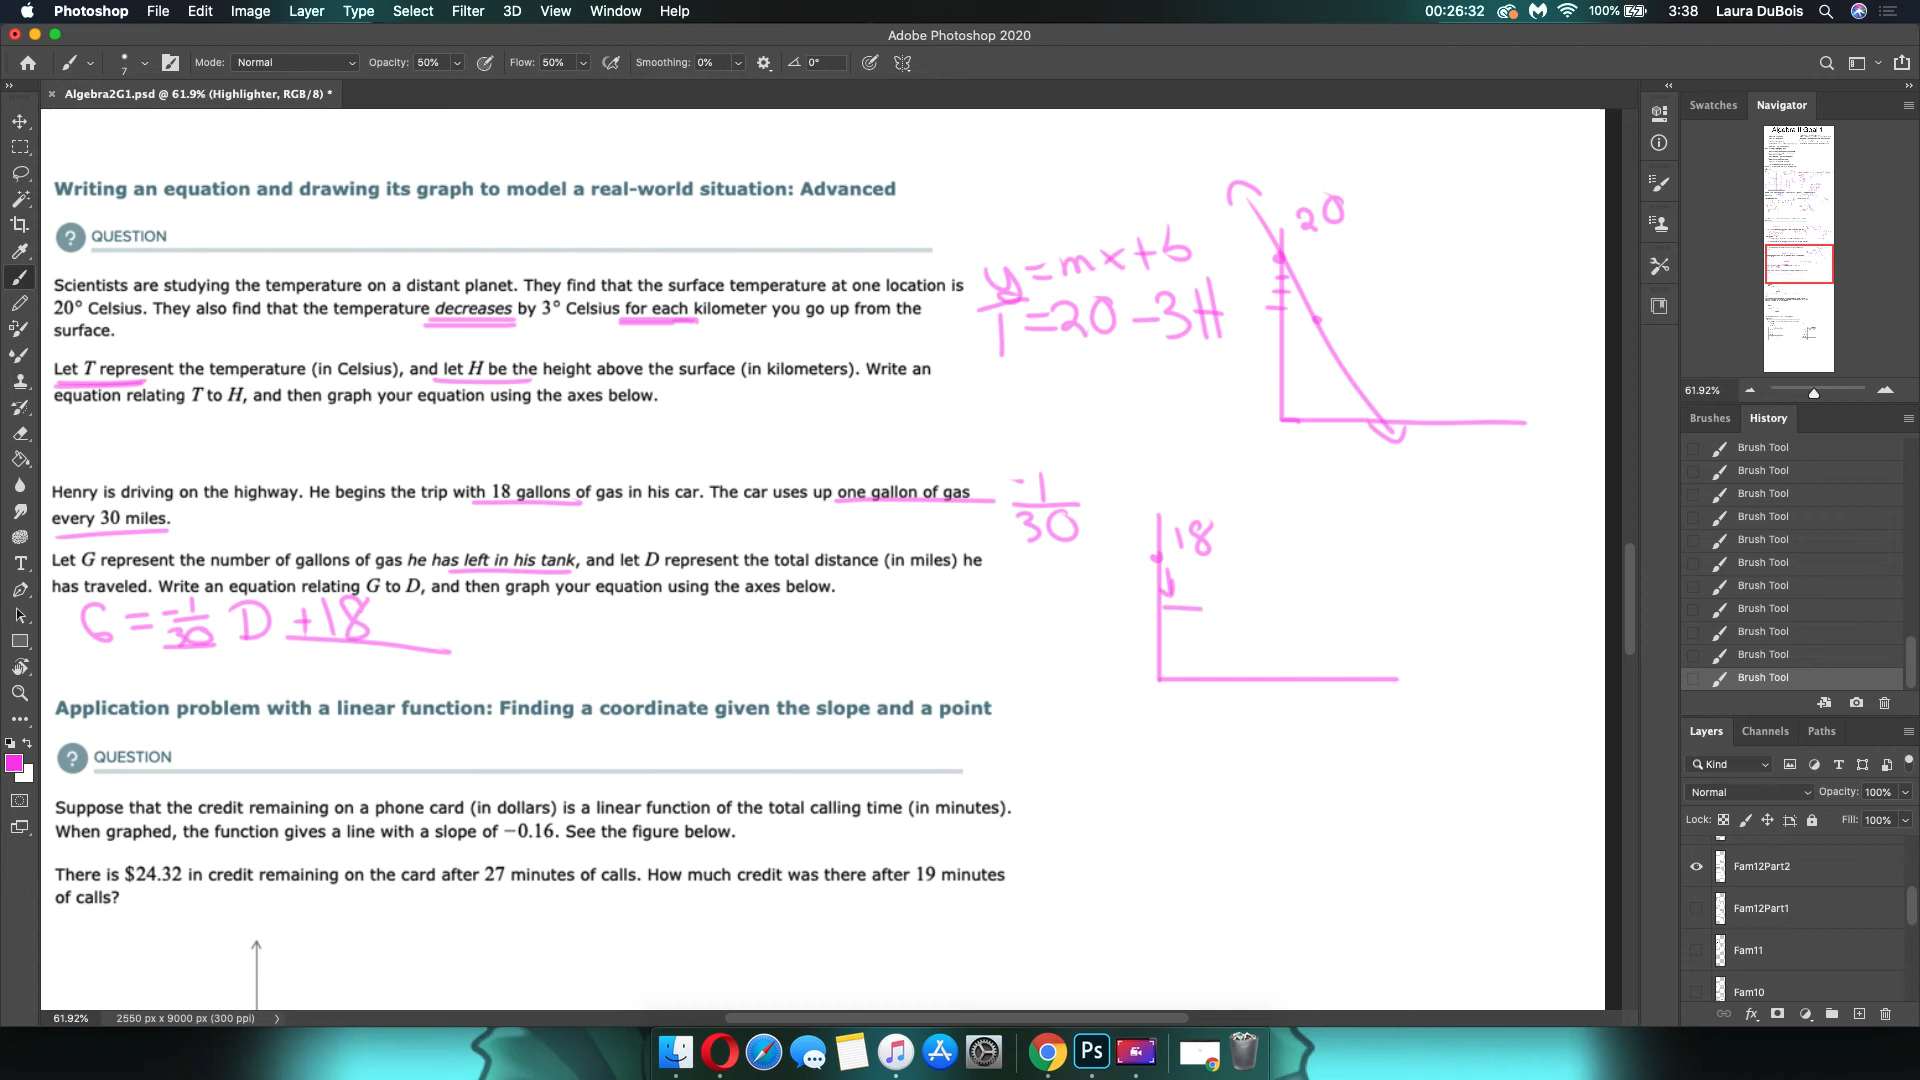 Photoshop File Edit Image Layer Type Select Filter 3D View Window Help 00:26:32 100% 3:38 Laura DuBois
Adobe Photoshop 2020
7 Mode: Normal Opacity: 50% Flow: 50% Smoothing: 0% 0°
Algebra2G1.psd @ 61.9% (Highlighter, RGB/8) *
Writing an equation and drawing its graph to model a real-world situation: Advanced
? QUESTION
Scientists are studying the temperature on a distant planet. They find that the surface temperature at one location is
20° Celsius. They also find that the temperature decreases by 3° Celsius for each kilometer you go up from the
surface.
Let T represent the temperature (in Celsius), and let H be the height above the surface (in kilometers). Write an
equation relating T to H, and then graph your equation using the axes below.
y=mx+b
T=20-3H
20
Henry is driving on the highway. He begins the trip with 18 gallons of gas in his car. The car uses up one gallon of gas
every 30 miles.
-1
30
Let G represent the number of gallons of gas he has left in his tank, and let D represent the total distance (in miles) he
has traveled. Write an equation relating G to D, and then graph your equation using the axes below.
G = -1/30 D +18
18
Application problem with a linear function: Finding a coordinate given the slope and a point
? QUESTION
Suppose that the credit remaining on a phone card (in dollars) is a linear function of the total calling time (in minutes).
When graphed, the function gives a line with a slope of −0.16. See the figure below.
There is $24.32 in credit remaining on the card after 27 minutes of calls. How much credit was there after 19 minutes
of calls?
61.92% 2550 px x 9000 px (300 ppi)
Swatches Navigator
Algebra II Goal 1
61.92%
Brushes History
Brush Tool
Brush Tool
Brush Tool
Brush Tool
Brush Tool
Brush Tool
Brush Tool
Brush Tool
Brush Tool
Brush Tool
Brush Tool
Layers Channels Paths
Kind
Normal Opacity: 100%
Lock: Fill: 100%
Fam12Part2
Fam12Part1
Fam11
Fam10
fx
Ps